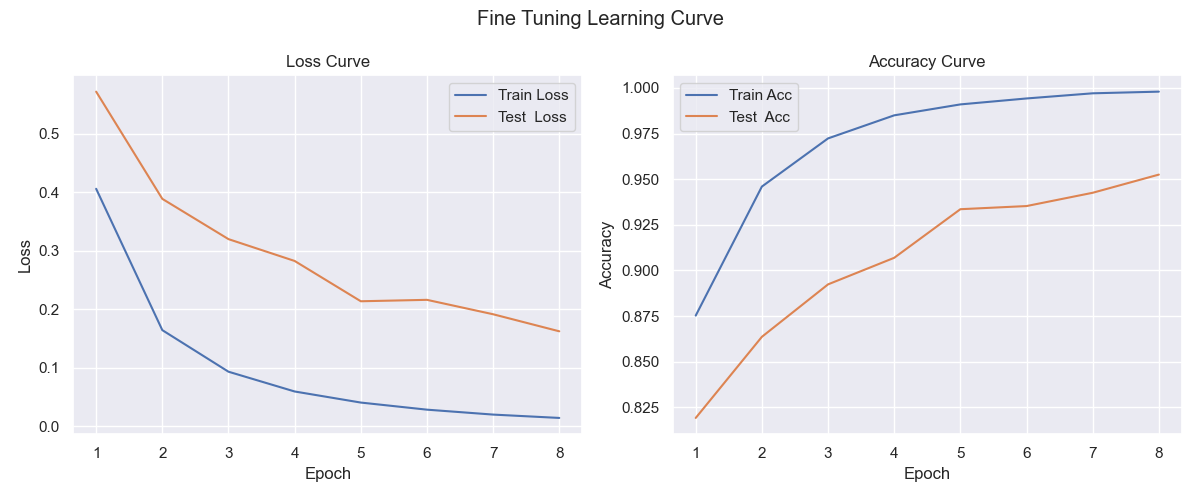 Fine Tuning Learning Curve
Loss Curve
Train Loss
Test  Loss
0.5
0.4
0.3
0.2
0.1
0.0
Loss
1 2 3 4 5 6 7 8
Epoch
Accuracy Curve
Train Acc
Test  Acc
1.000
0.975
0.950
0.925
0.900
0.875
0.850
0.825
Accuracy
1 2 3 4 5 6 7 8
Epoch